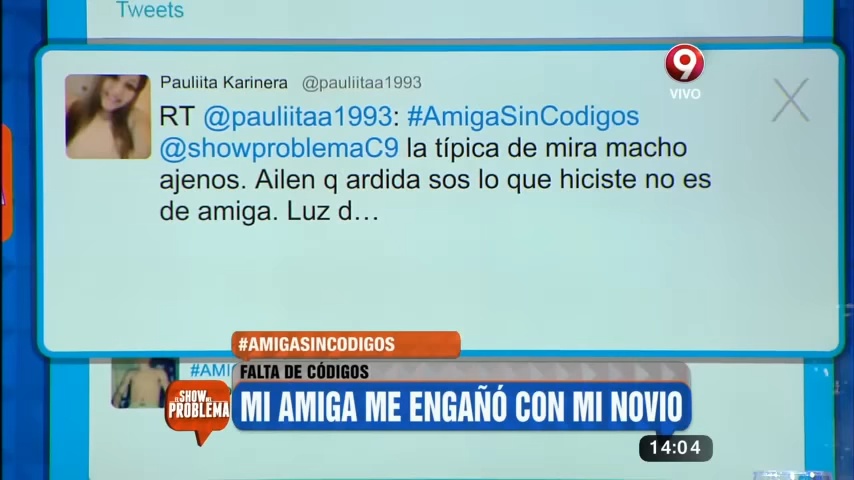 Tweets
Pauliita Karinera @pauliitaa1993
RT @pauliitaa1993: #AmigaSinCodigos
@showproblemaC9 la típica de mira macho
ajenos. Ailen q ardida sos lo que hiciste no es
de amiga. Luz d...
9
VIVO
#AMIGASINCODIGOS
#AMI
FALTA DE CÓDIGOS
EL SHOW DEL PROBLEMA
MI AMIGA ME ENGAÑÓ CON MI NOVIO
14:04